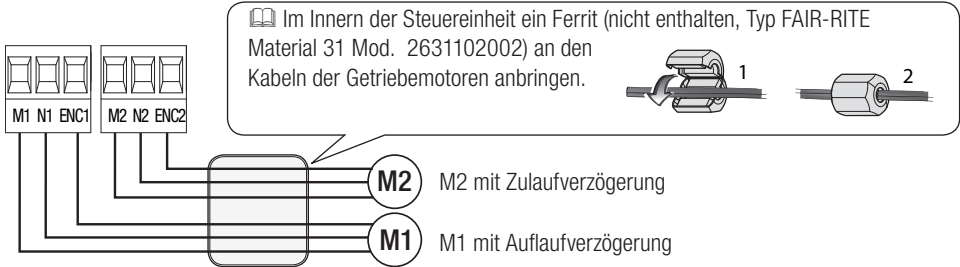 Im Innern der Steuereinheit ein Ferrit (nicht enthalten, Typ FAIR-RITE
Material 31 Mod. 2631102002) an den
Kabeln der Getriebemotoren anbringen.
1
2
M1 N1 ENC1 M2 N2 ENC2
M2 M2 mit Zulaufverzögerung
M1 M1 mit Auflaufverzögerung